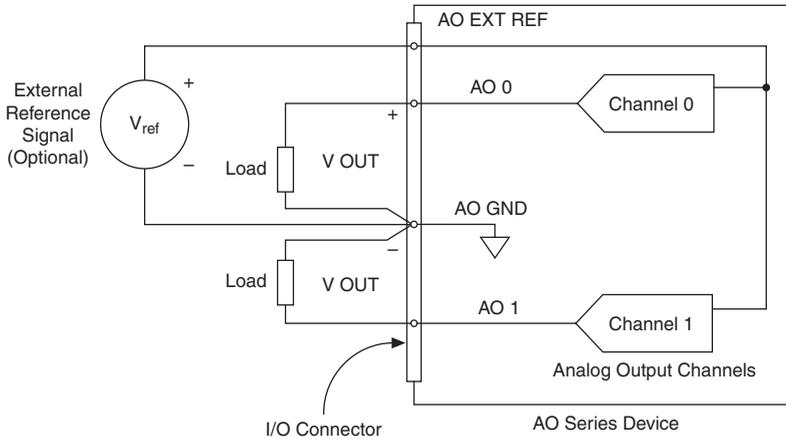 AO EXT REF
External
Reference
Signal
(Optional)
+
Vref
–
AO 0
Channel 0
+
Load
V OUT
AO GND
–
Load
V OUT
AO 1
Channel 1
Analog Output Channels
I/O Connector
AO Series Device